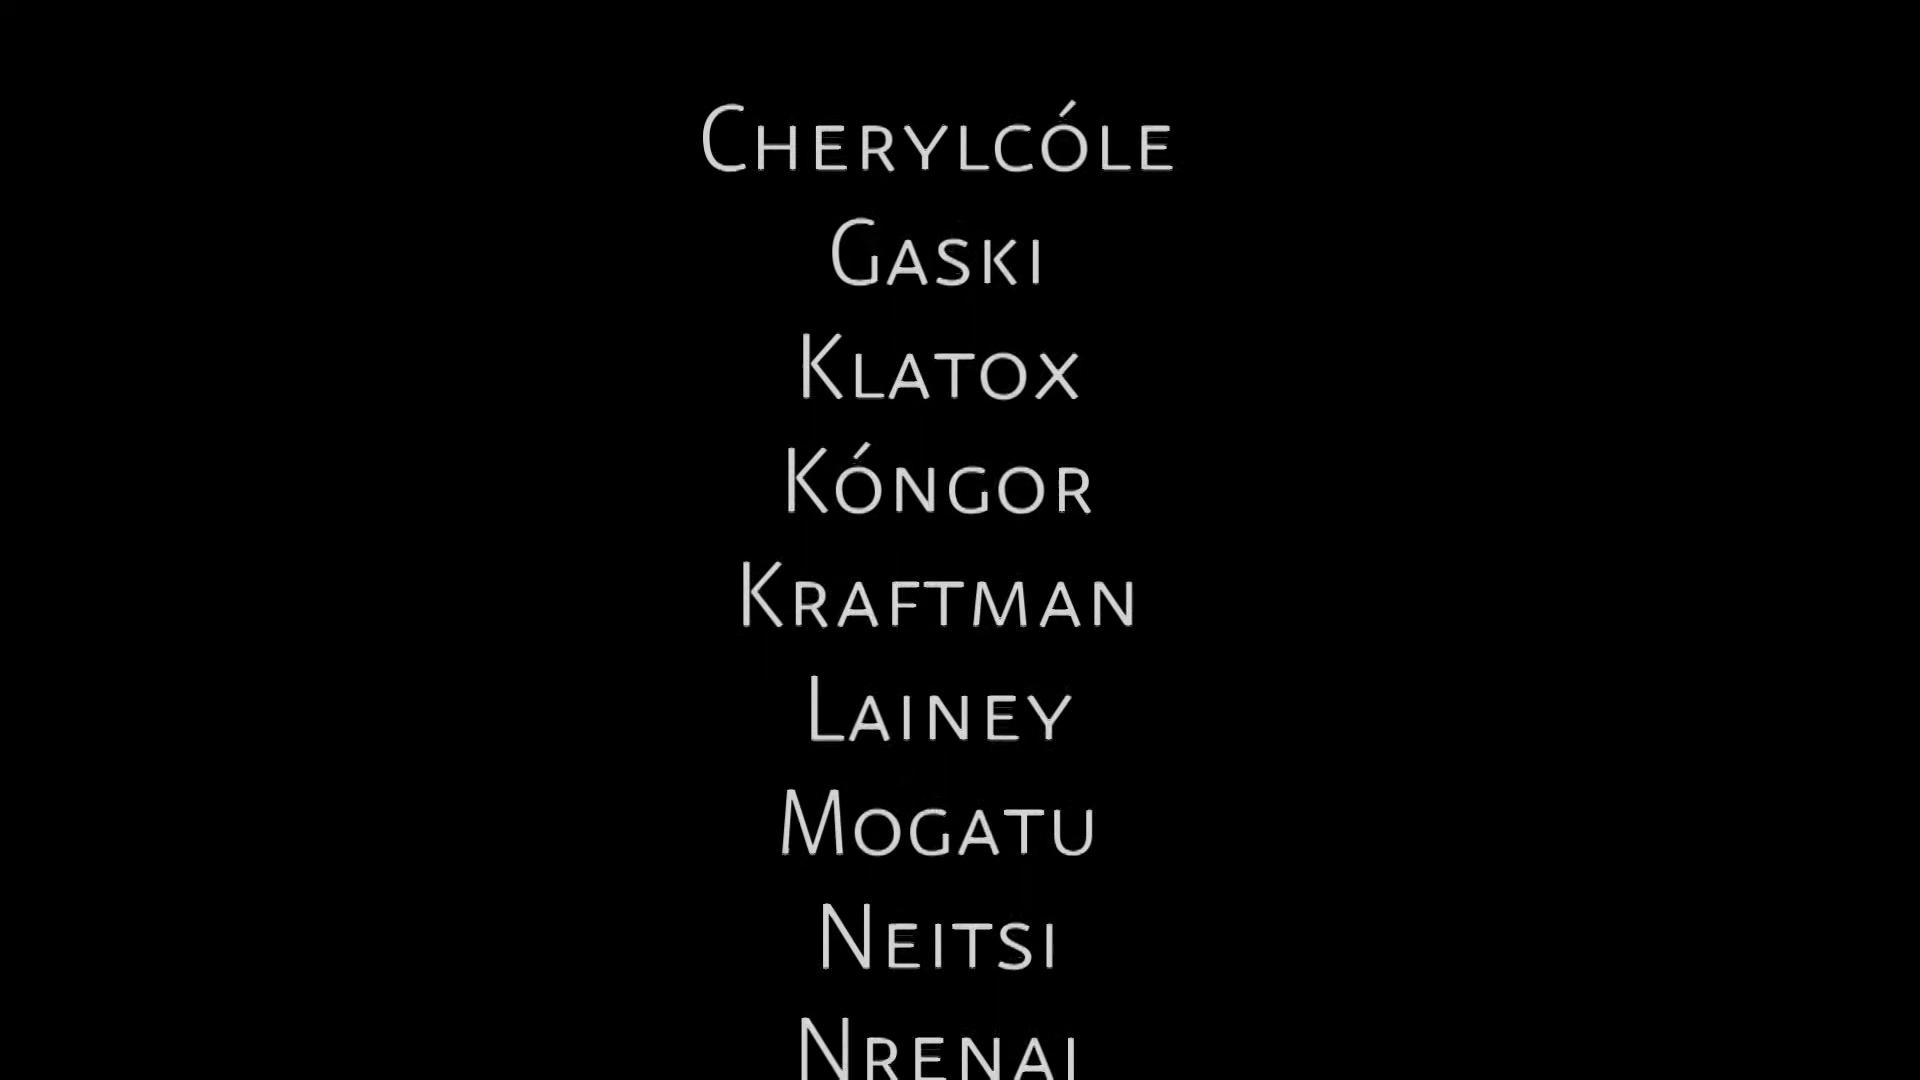 Cherylcóle
Gaski
Klatox
Kóngor
Kraftman
Lainey
Mogatu
Neitsi